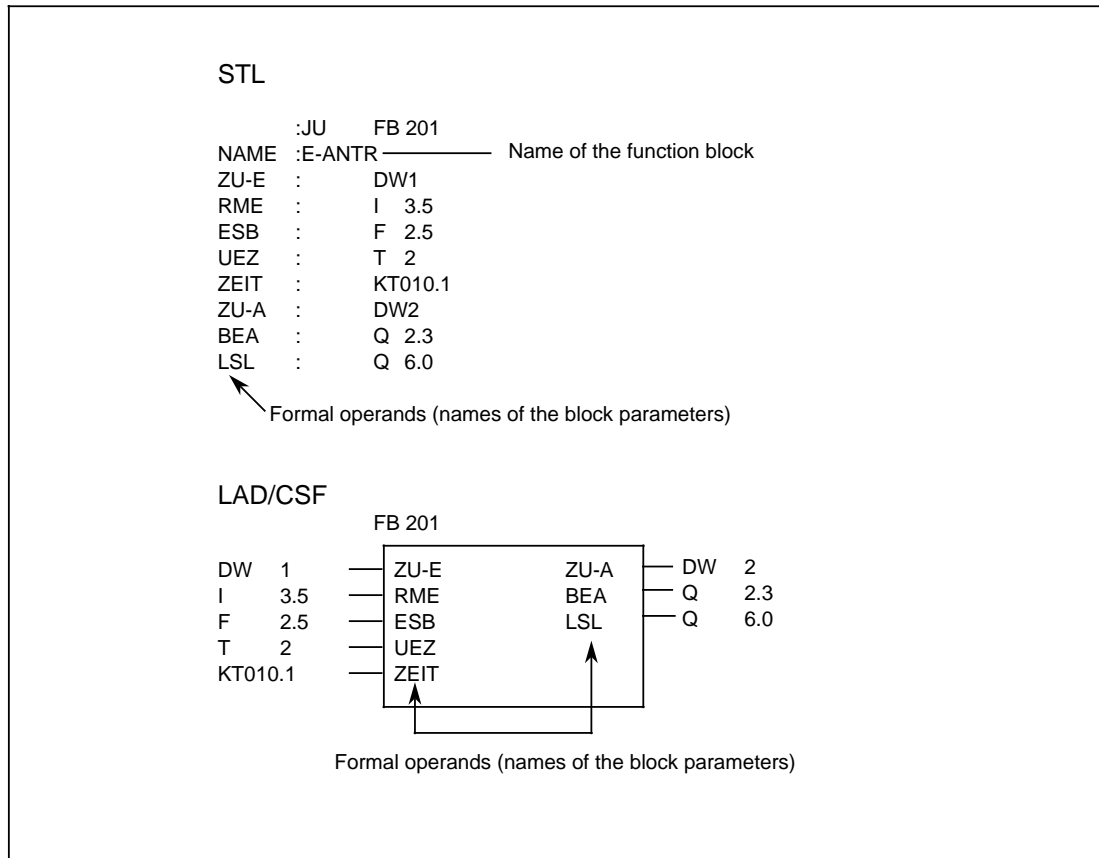 STL
:JU FB 201
NAME :E-ANTR Name of the function block
ZU-E : DW1
RME : I 3.5
ESB : F 2.5
UEZ : T 2
ZEIT : KT010.1
ZU-A : DW2
BEA : Q 2.3
LSL : Q 6.0
Formal operands (names of the block parameters)
LAD/CSF
FB 201
DW 1 ZU-E ZU-A DW 2
I 3.5 RME BEA Q 2.3
F 2.5 ESB LSL Q 6.0
T 2 UEZ
KT010.1 ZEIT
Formal operands (names of the block parameters)